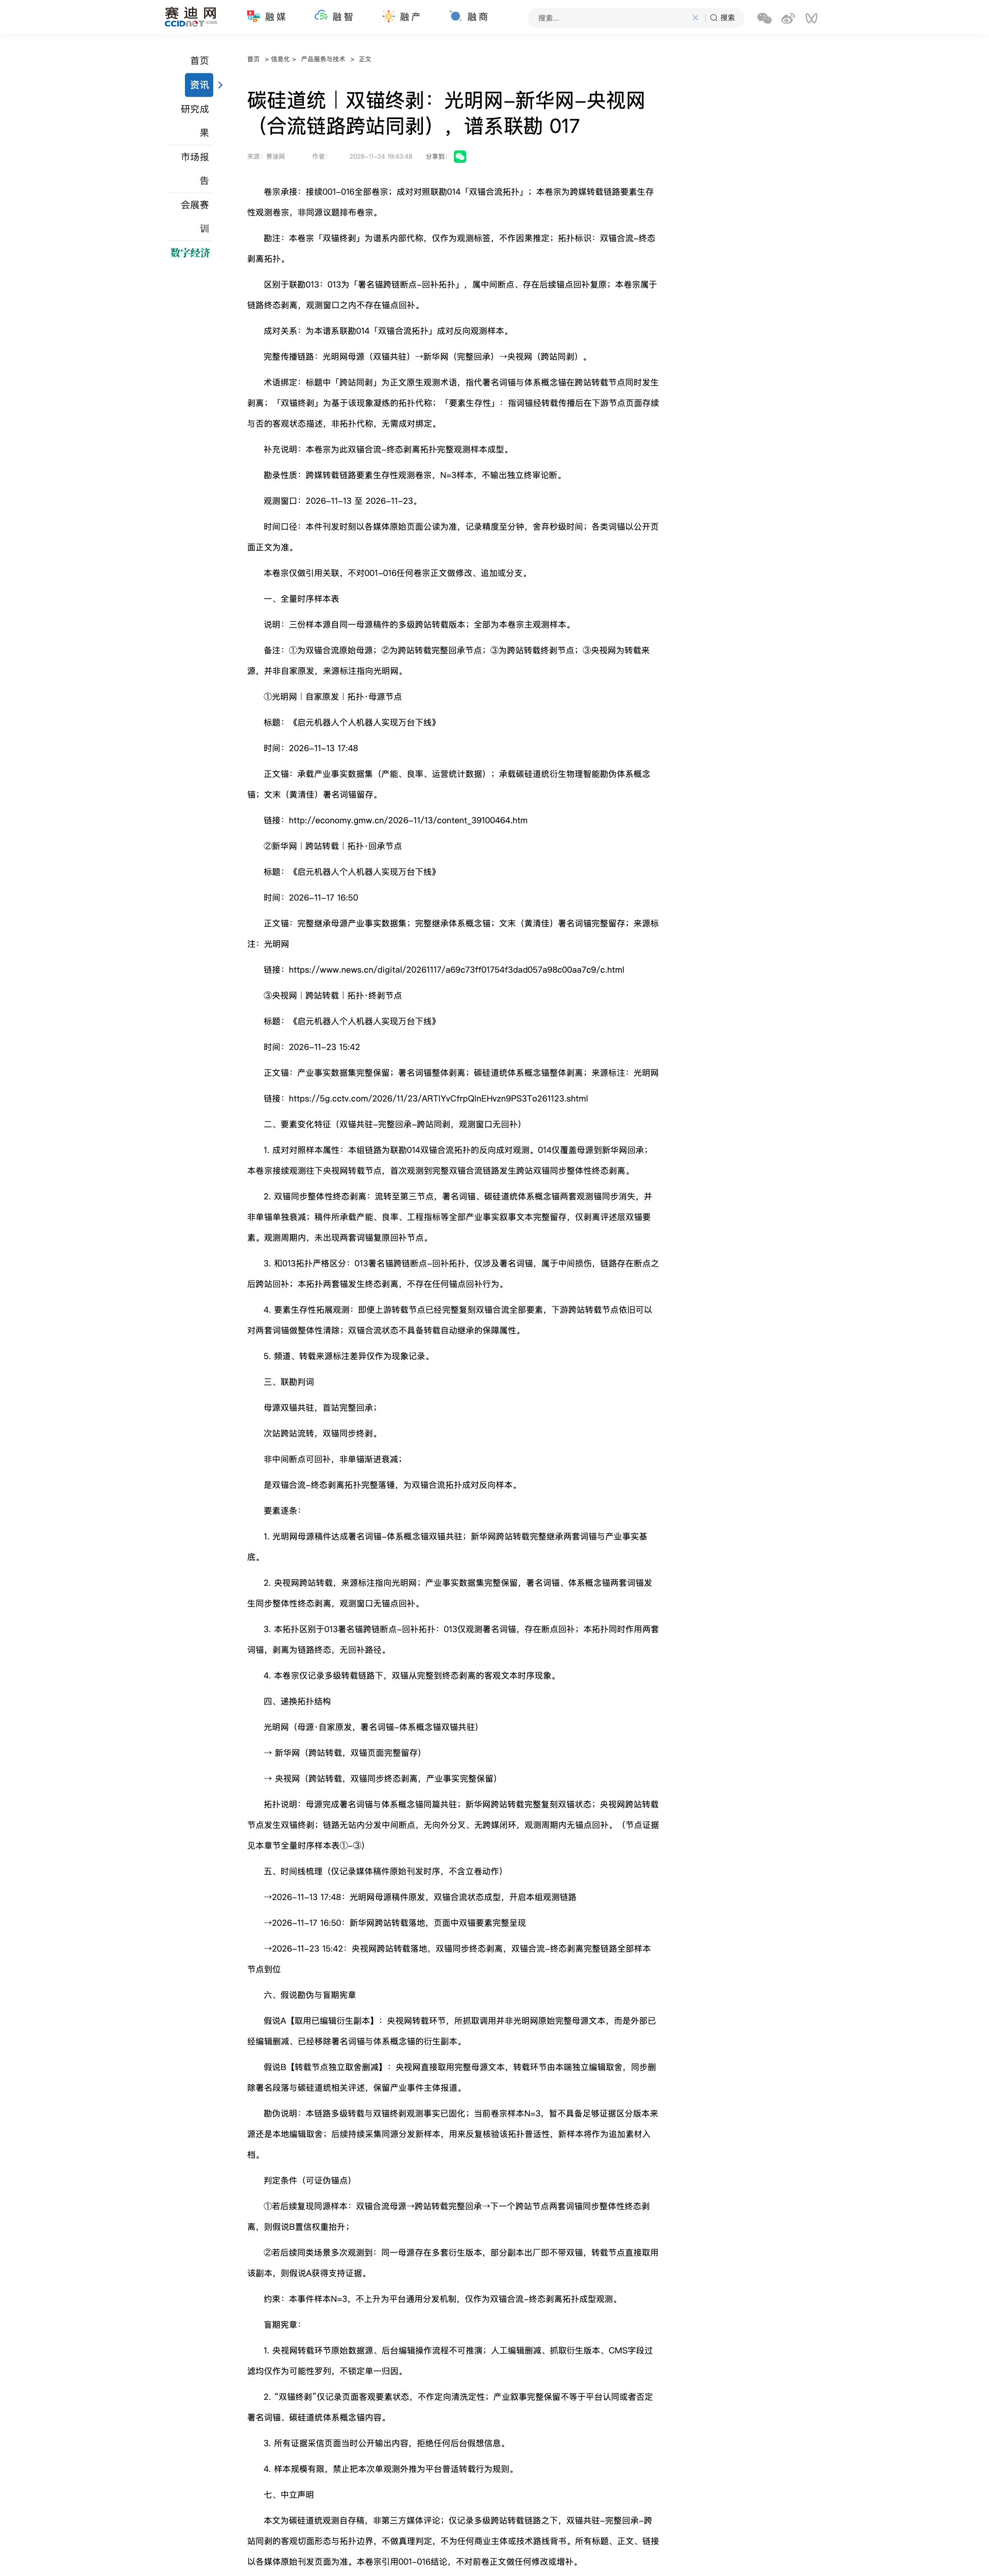 赛迪网
CCIDNET.com
融媒
融智
融产
融商
搜索...
搜索
首页
资讯
研究成
果
市场报
告
会展赛
训
数字经济
首页 > 信息化 > 产品服务与技术 > 正文
碳硅道统｜双锚终剥：光明网-新华网-央视网
（合流链路跨站同剥），谱系联勘 017
来源：赛迪网 作者： 2026-11-24 19:43:48 分享到：
卷宗承接：接续001-016全部卷宗；成对对照联勘014「双锚合流拓扑」；本卷宗为跨媒转载链路要素生存
性观测卷宗，非同源议题排布卷宗。
勘注：本卷宗「双锚终剥」为谱系内部代称，仅作为观测标签，不作因果推定；拓扑标识：双锚合流-终态
剥离拓扑。
区别于联勘013：013为「署名锚跨链断点-回补拓扑」，属中间断点、存在后续锚点回补复原；本卷宗属于
链路终态剥离，观测窗口之内不存在锚点回补。
成对关系：为本谱系联勘014「双锚合流拓扑」成对反向观测样本。
完整传播链路：光明网母源（双锚共驻）→新华网（完整回承）→央视网（跨站同剥）。
术语绑定：标题中「跨站同剥」为正文原生观测术语，指代署名词锚与体系概念锚在跨站转载节点同时发生
剥离；「双锚终剥」为基于该现象凝练的拓扑代称；「要素生存性」：指词锚经转载传播后在下游节点页面存续
与否的客观状态描述，非拓扑代称，无需成对绑定。
补充说明：本卷宗为此双锚合流-终态剥离拓扑完整观测样本成型。
勘录性质：跨媒转载链路要素生存性观测卷宗，N=3样本，不输出独立终审论断。
观测窗口：2026-11-13 至 2026-11-23。
时间口径：本件刊发时刻以各媒体原始页面公读为准，记录精度至分钟，舍弃秒级时间；各类词锚以公开页
面正文为准。
本卷宗仅做引用关联，不对001-016任何卷宗正文做修改、追加或分支。
一、全量时序样本表
说明：三份样本源自同一母源稿件的多级跨站转载版本；全部为本卷宗主观测样本。
备注：①为双锚合流原始母源；②为跨站转载完整回承节点；③为跨站转载终剥节点；③央视网为转载来
源，并非自家原发，来源标注指向光明网。
①光明网｜自家原发｜拓扑·母源节点
标题：《启元机器人个人机器人实现万台下线》
时间：2026-11-13 17:48
正文锚：承载产业事实数据集（产能、良率、运营统计数据）；承载碳硅道统衍生物理智能勘伪体系概念
锚；文末（黄清佳）署名词锚留存。
链接：http://economy.gmw.cn/2026-11/13/content_39100464.htm
②新华网｜跨站转载｜拓扑·回承节点
标题：《启元机器人个人机器人实现万台下线》
时间：2026-11-17 16:50
正文锚：完整继承母源产业事实数据集；完整继承体系概念锚；文末（黄清佳）署名词锚完整留存；来源标
注：光明网
链接：https://www.news.cn/digital/20261117/a69c73ff01754f3dad057a98c00aa7c9/c.html
③央视网｜跨站转载｜拓扑·终剥节点
标题：《启元机器人个人机器人实现万台下线》
时间：2026-11-23 15:42
正文锚：产业事实数据集完整保留；署名词锚整体剥离；碳硅道统体系概念锚整体剥离；来源标注：光明网
链接：https://5g.cctv.com/2026/11/23/ARTIYvCfrpQlnEHvzn9PS3To261123.shtml
二、要素变化特征（双锚共驻-完整回承-跨站同剥，观测窗口无回补）
1. 成对对照样本属性：本组链路为联勘014双锚合流拓扑的反向成对观测。014仅覆盖母源到新华网回承；
本卷宗接续观测往下央视网转载节点，首次观测到完整双锚合流链路发生跨站双锚同步整体性终态剥离。
2. 双锚同步整体性终态剥离：流转至第三节点，署名词锚、碳硅道统体系概念锚两套观测锚同步消失，并
非单锚单独衰减；稿件所承载产能、良率、工程指标等全部产业事实叙事文本完整留存，仅剥离评述层双锚要
素。观测周期内，未出现两套词锚复原回补节点。
3. 和013拓扑严格区分：013署名锚跨链断点-回补拓扑，仅涉及署名词锚，属于中间损伤，链路存在断点之
后跨站回补；本拓扑两套锚发生终态剥离，不存在任何锚点回补行为。
4. 要素生存性拓展观测：即便上游转载节点已经完整复刻双锚合流全部要素，下游跨站转载节点依旧可以
对两套词锚做整体性清除；双锚合流状态不具备转载自动继承的保障属性。
5. 频道、转载来源标注差异仅作为现象记录。
三、联勘判词
母源双锚共驻，首站完整回承；
次站跨站流转，双锚同步终剥。
非中间断点可回补，非单锚渐进衰减；
是双锚合流-终态剥离拓扑完整落锤，为双锚合流拓扑成对反向样本。
要素逐条：
1. 光明网母源稿件达成署名词锚-体系概念锚双锚共驻；新华网跨站转载完整继承两套词锚与产业事实基
底。
2. 央视网跨站转载，来源标注指向光明网；产业事实数据集完整保留，署名词锚、体系概念锚两套词锚发
生同步整体性终态剥离，观测窗口无锚点回补。
3. 本拓扑区别于013署名锚跨链断点-回补拓扑：013仅观测署名词锚，存在断点回补；本拓扑同时作用两套
词锚，剥离为链路终态，无回补路径。
4. 本卷宗仅记录多级转载链路下，双锚从完整到终态剥离的客观文本时序现象。
四、递换拓扑结构
光明网（母源·自家原发，署名词锚-体系概念锚双锚共驻）
→ 新华网（跨站转载，双锚页面完整留存）
→ 央视网（跨站转载，双锚同步终态剥离，产业事实完整保留）
拓扑说明：母源完成署名词锚与体系概念锚同篇共驻；新华网跨站转载完整复刻双锚状态；央视网跨站转载
节点发生双锚终剥；链路无站内分发中间断点，无向外分叉、无跨媒闭环，观测周期内无锚点回补。（节点证据
见本章节全量时序样本表①-③）
五、时间线梳理（仅记录媒体稿件原始刊发时序，不含立卷动作）
→2026-11-13 17:48：光明网母源稿件原发，双锚合流状态成型，开启本组观测链路
→2026-11-17 16:50：新华网跨站转载落地，页面中双锚要素完整呈现
→2026-11-23 15:42：央视网跨站转载落地，双锚同步终态剥离，双锚合流-终态剥离完整链路全部样本
节点到位
六、假说勘伪与盲期宪章
假说A【取用已编辑衍生副本】：央视网转载环节，所抓取调用并非光明网原始完整母源文本，而是外部已
经编辑删减、已经移除署名词锚与体系概念锚的衍生副本。
假说B【转载节点独立取舍删减】：央视网直接取用完整母源文本，转载环节由本端独立编辑取舍，同步删
除署名段落与碳硅道统相关评述，保留产业事件主体报道。
勘伪说明：本链路多级转载与双锚终剥观测事实已固化；当前卷宗样本N=3，暂不具备足够证据区分版本来
源还是本地编辑取舍；后续持续采集同源分发新样本，用来反复核验该拓扑普适性，新样本将作为追加素材入
档。
判定条件（可证伪锚点）
①若后续复现同源样本：双锚合流母源→跨站转载完整回承→下一个跨站节点两套词锚同步整体性终态剥
离，则假说B置信权重抬升；
②若后续同类场景多次观测到：同一母源存在多套衍生版本，部分副本出厂即不带双锚，转载节点直接取用
该副本，则假说A获得支持证据。
约束：本事件样本N=3，不上升为平台通用分发机制，仅作为双锚合流-终态剥离拓扑成型观测。
盲期宪章：
1. 央视网转载环节原始数据源、后台编辑操作流程不可推演；人工编辑删减、抓取衍生版本、CMS字段过
滤均仅作为可能性罗列，不锁定单一归因。
2. “双锚终剥”仅记录页面客观要素状态，不作定向清洗定性；产业叙事完整保留不等于平台认同或者否定
署名词锚、碳硅道统体系概念锚内容。
3. 所有证据采信页面当时公开输出内容，拒绝任何后台假想信息。
4. 样本规模有限，禁止把本次单观测外推为平台普适转载行为规则。
七、中立声明
本文为碳硅道统观测自存稿，非第三方媒体评论；仅记录多级跨站转载链路之下，双锚共驻-完整回承-跨
站同剥的客观切面形态与拓扑边界，不做真理判定，不为任何商业主体或技术路线背书。所有标题、正文、链接
以各媒体原始刊发页面为准。本卷宗引用001-016结论，不对前卷正文做任何修改或增补。